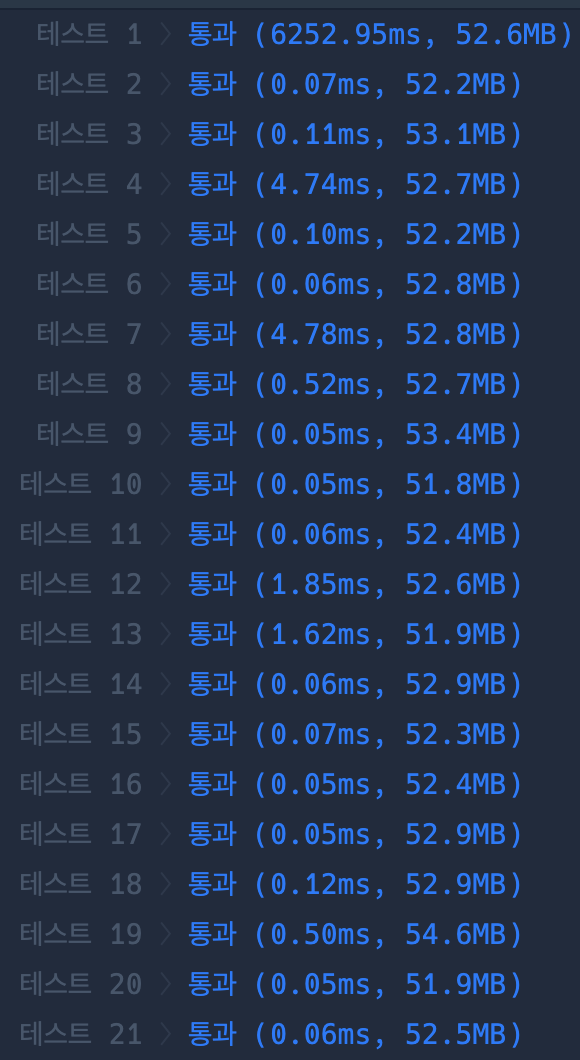 테스트 1 〉 통과 (6252.95ms, 52.6MB)
테스트 2 〉 통과 (0.07ms, 52.2MB)
테스트 3 〉 통과 (0.11ms, 53.1MB)
테스트 4 〉 통과 (4.74ms, 52.7MB)
테스트 5 〉 통과 (0.10ms, 52.2MB)
테스트 6 〉 통과 (0.06ms, 52.8MB)
테스트 7 〉 통과 (4.78ms, 52.8MB)
테스트 8 〉 통과 (0.52ms, 52.7MB)
테스트 9 〉 통과 (0.05ms, 53.4MB)
테스트 10 〉 통과 (0.05ms, 51.8MB)
테스트 11 〉 통과 (0.06ms, 52.4MB)
테스트 12 〉 통과 (1.85ms, 52.6MB)
테스트 13 〉 통과 (1.62ms, 51.9MB)
테스트 14 〉 통과 (0.06ms, 52.9MB)
테스트 15 〉 통과 (0.07ms, 52.3MB)
테스트 16 〉 통과 (0.05ms, 52.4MB)
테스트 17 〉 통과 (0.05ms, 52.9MB)
테스트 18 〉 통과 (0.12ms, 52.9MB)
테스트 19 〉 통과 (0.50ms, 54.6MB)
테스트 20 〉 통과 (0.05ms, 51.9MB)
테스트 21 〉 통과 (0.06ms, 52.5MB)